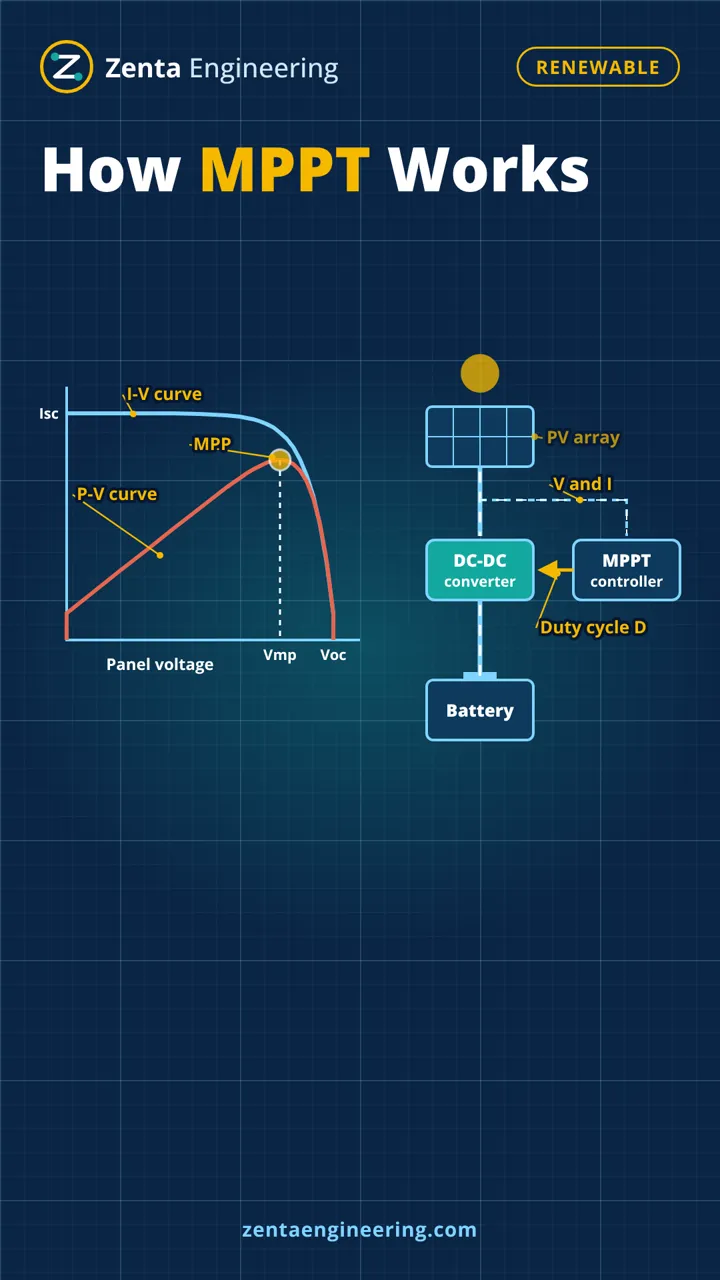 Zenta Engineering
RENEWABLE
How MPPT Works
I-V curve
Isc
MPP
P-V curve
Vmp
Voc
Panel voltage
PV array
V and I
DC-DC
converter
MPPT
controller
Duty cycle D
Battery
zentaengineering.com